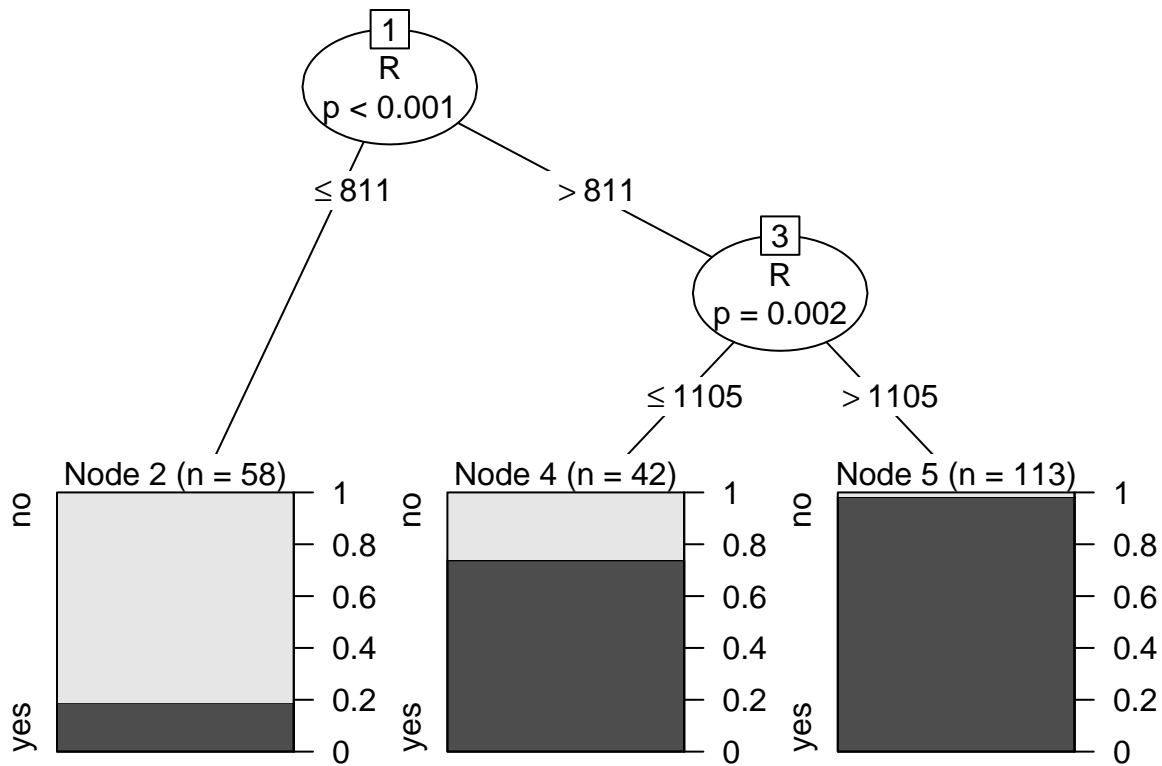 1
R
p < 0.001
≤ 811
> 811
3
R
p = 0.002
≤ 1105
> 1105
Node 2 (n = 58)
no
yes
1
0.8
0.6
0.4
0.2
0
Node 4 (n = 42)
no
yes
1
0.8
0.6
0.4
0.2
0
Node 5 (n = 113)
no
yes
1
0.8
0.6
0.4
0.2
0